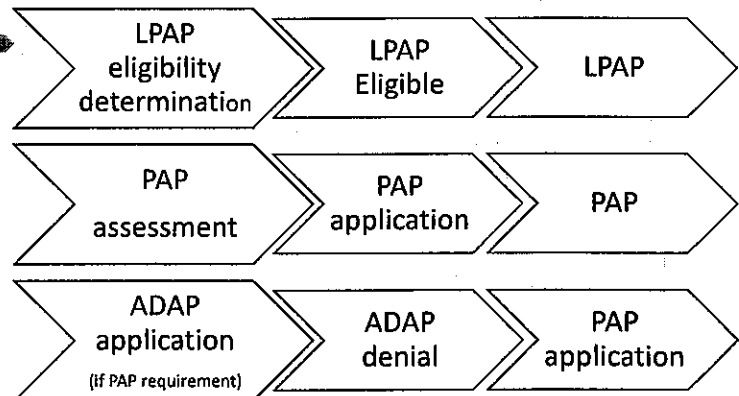 LPAP
eligibility
determination
LPAP
Eligible
LPAP
PAP
assessment
PAP
application
PAP
ADAP
application
(if PAP requirement)
ADAP
denial
PAP
application